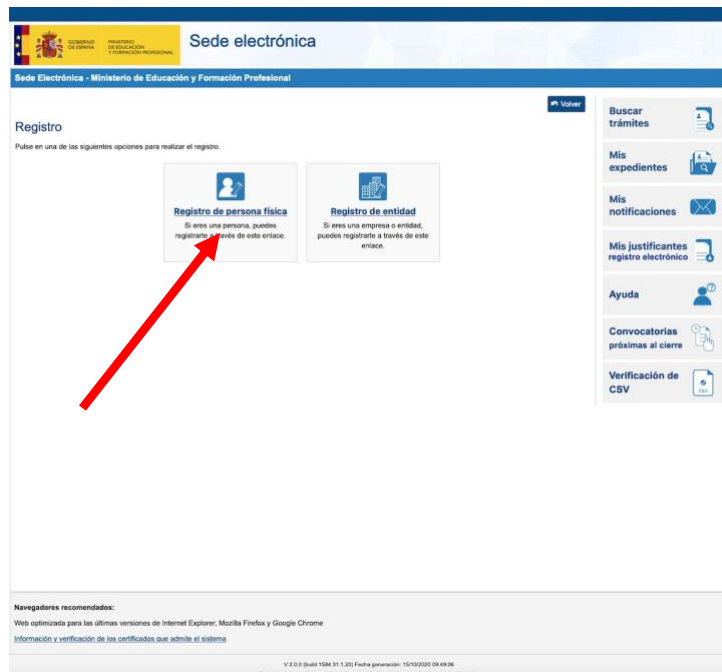 GOBIERNO
DE ESPAÑA
MINISTERIO
DE EDUCACIÓN
Y FORMACIÓN PROFESIONAL
Sede electrónica
Sede Electrónica - Ministerio de Educación y Formación Profesional
Volver
Registro
Pulse en una de las siguientes opciones para realizar el registro.
Registro de persona física
Si eres una persona, puedes
registrarte a través de este enlace.
Registro de entidad
Si eres una empresa o entidad,
puedes registrarte a través de este
enlace.
Buscar
trámites
Mis
expedientes
Mis
notificaciones
Mis justificantes
registro electrónico
Ayuda
Convocatorias
próximas al cierre
Verificación de
CSV
CSV
Navegadores recomendados:
Web optimizada para las últimas versiones de Internet Explorer, Mozilla Firefox y Google Chrome
Información y verificación de los certificados que admite el sistema
V 2.0.0 (build 1584 31.1.20) Fecha generación: 15/10/2020 09:49:06